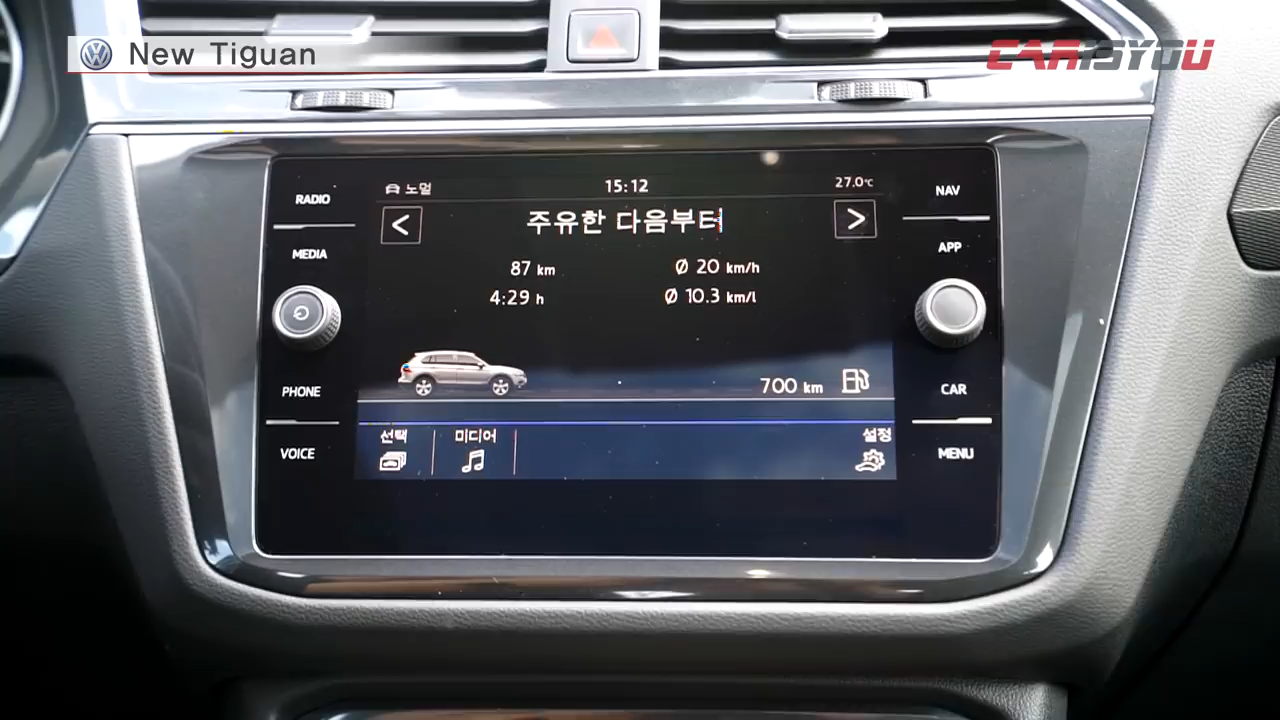 New Tiguan
CARISYOU
노멀
15:12
27.0℃
RADIO
NAV
<
주유한 다음부터
>
MEDIA
APP
87 km
Ø 20 km/h
4:29 h
Ø 10.3 km/l
PHONE
700 km
CAR
선택
미디어
설정
VOICE
MENU